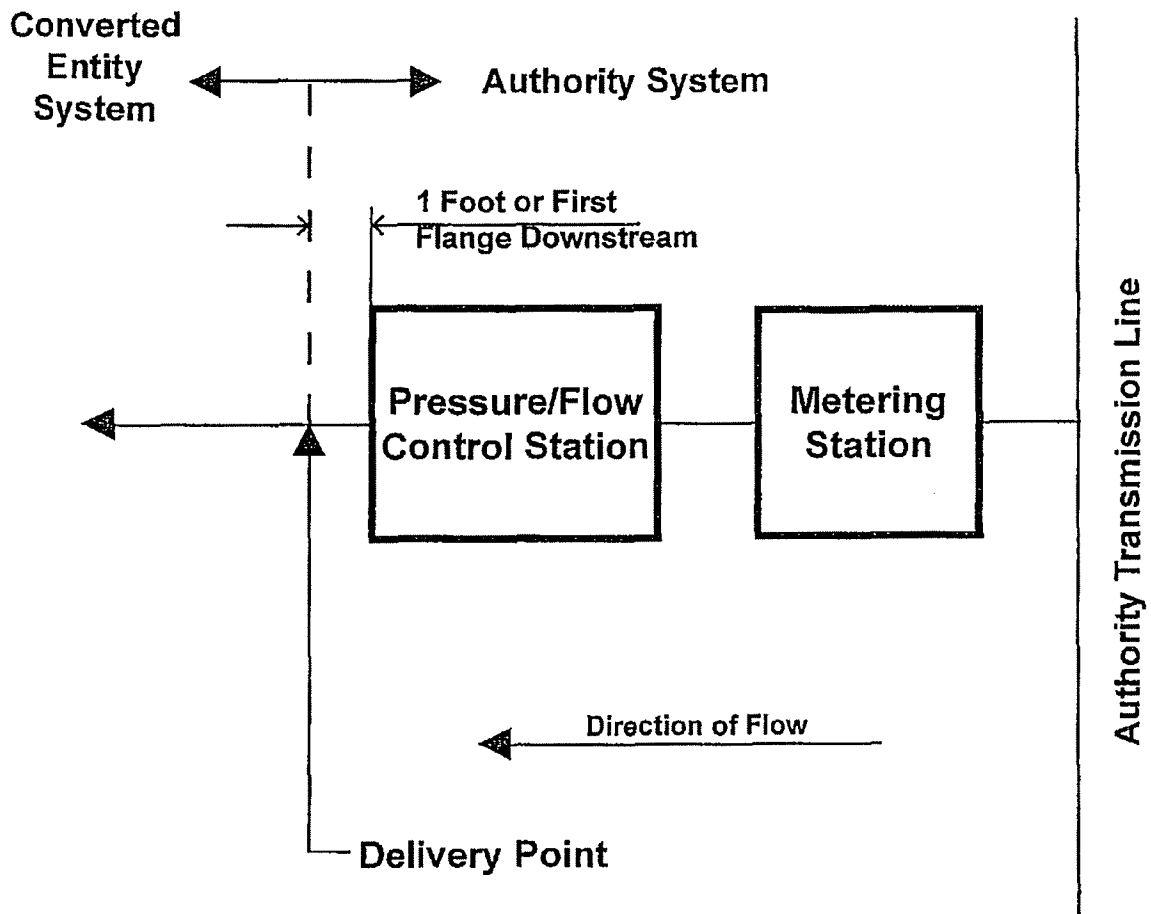 Converted
Entity
System
Authority System
1 Foot or First
Flange Downstream
Pressure/Flow
Control Station
Metering
Station
Authority Transmission Line
Direction of Flow
Delivery Point